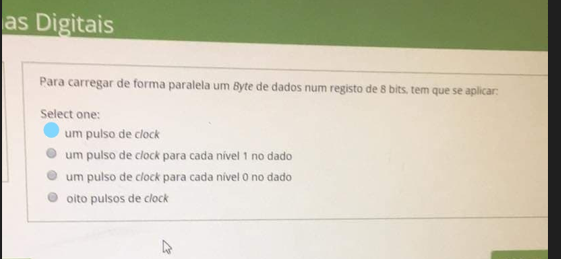 as Digitais
Para carregar de forma paralela um Byte de dados num registo de 8 bits, tem que se aplicar:
Select one:
um pulso de clock
um pulso de clock para cada nível 1 no dado
um pulso de clock para cada nível 0 no dado
oito pulsos de clock